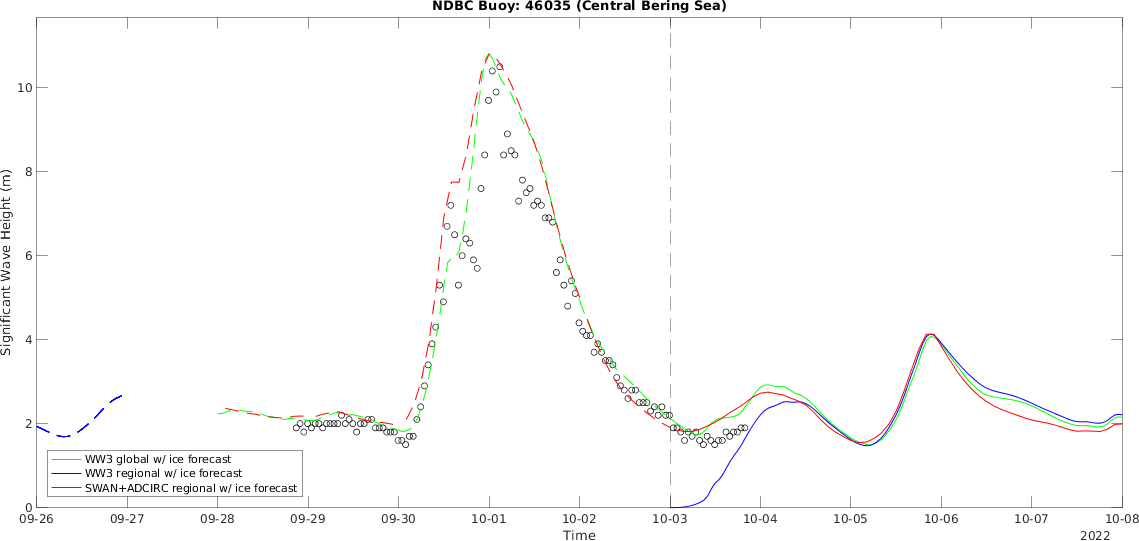 NDBC Buoy: 46035 (Central Bering Sea)
Significant Wave Height (m)
10
8
6
4
2
0
WW3 global w/ ice forecast
WW3 regional w/ ice forecast
SWAN+ADCIRC regional w/ ice forecast
09-26 09-27 09-28 09-29 09-30 10-01 10-02 10-03 10-04 10-05 10-06 10-07 10-08
Time
2022